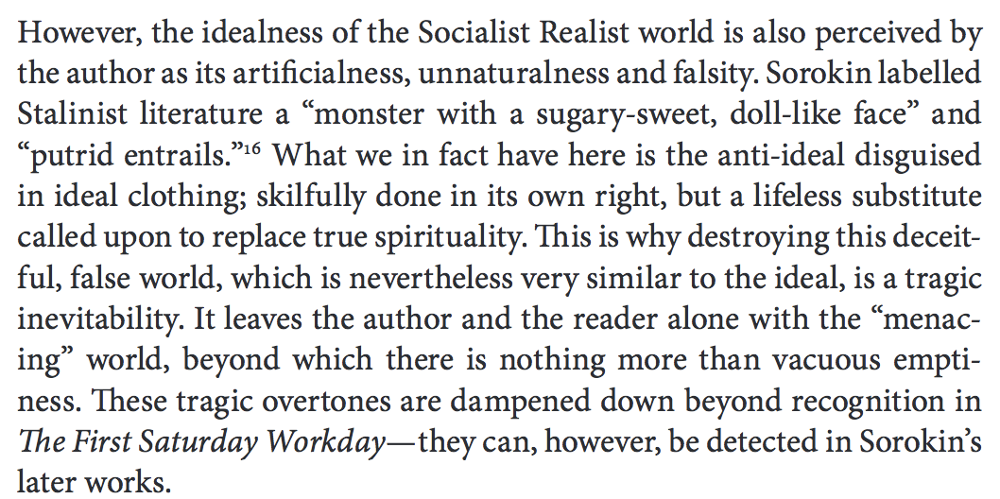 However, the idealness of the Socialist Realist world is also perceived by
the author as its artificialness, unnaturalness and falsity. Sorokin labelled
Stalinist literature a “monster with a sugary-sweet, doll-like face” and
“putrid entrails.”¹⁶ What we in fact have here is the anti-ideal disguised
in ideal clothing; skilfully done in its own right, but a lifeless substitute
called upon to replace true spirituality. This is why destroying this deceit-
ful, false world, which is nevertheless very similar to the ideal, is a tragic
inevitability. It leaves the author and the reader alone with the “menac-
ing” world, beyond which there is nothing more than vacuous empti-
ness. These tragic overtones are dampened down beyond recognition in
The First Saturday Workday—they can, however, be detected in Sorokin’s
later works.